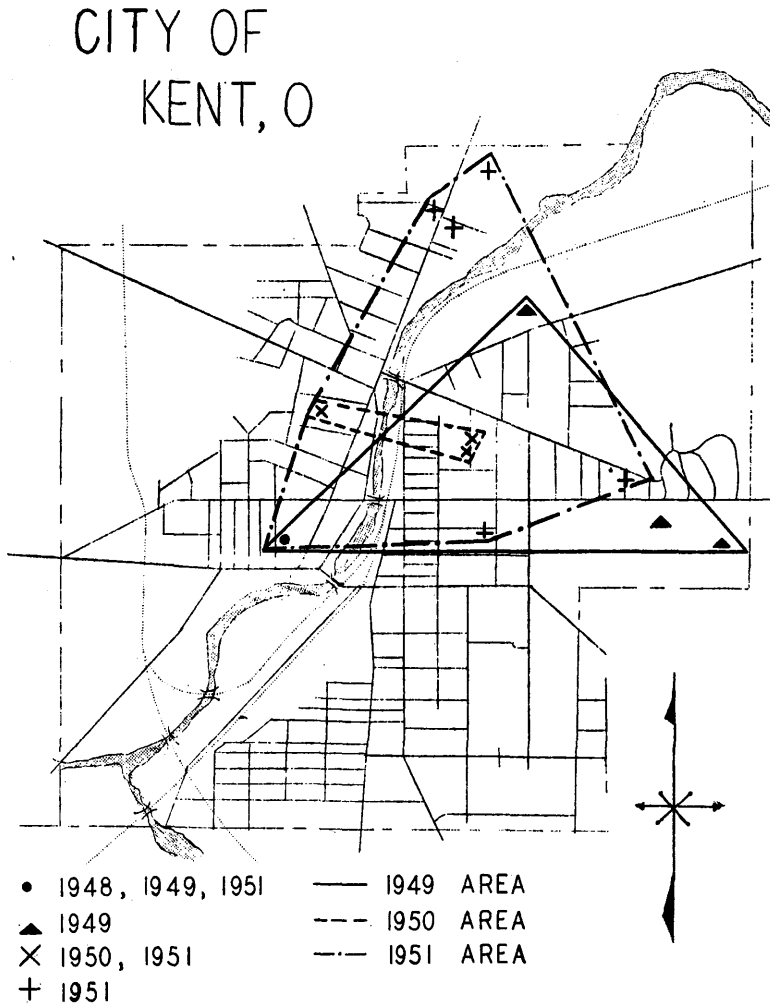 CITY OF
KENT, O
1948, 1949, 1951
1949
1950, 1951
1951
1949 AREA
1950 AREA
1951 AREA